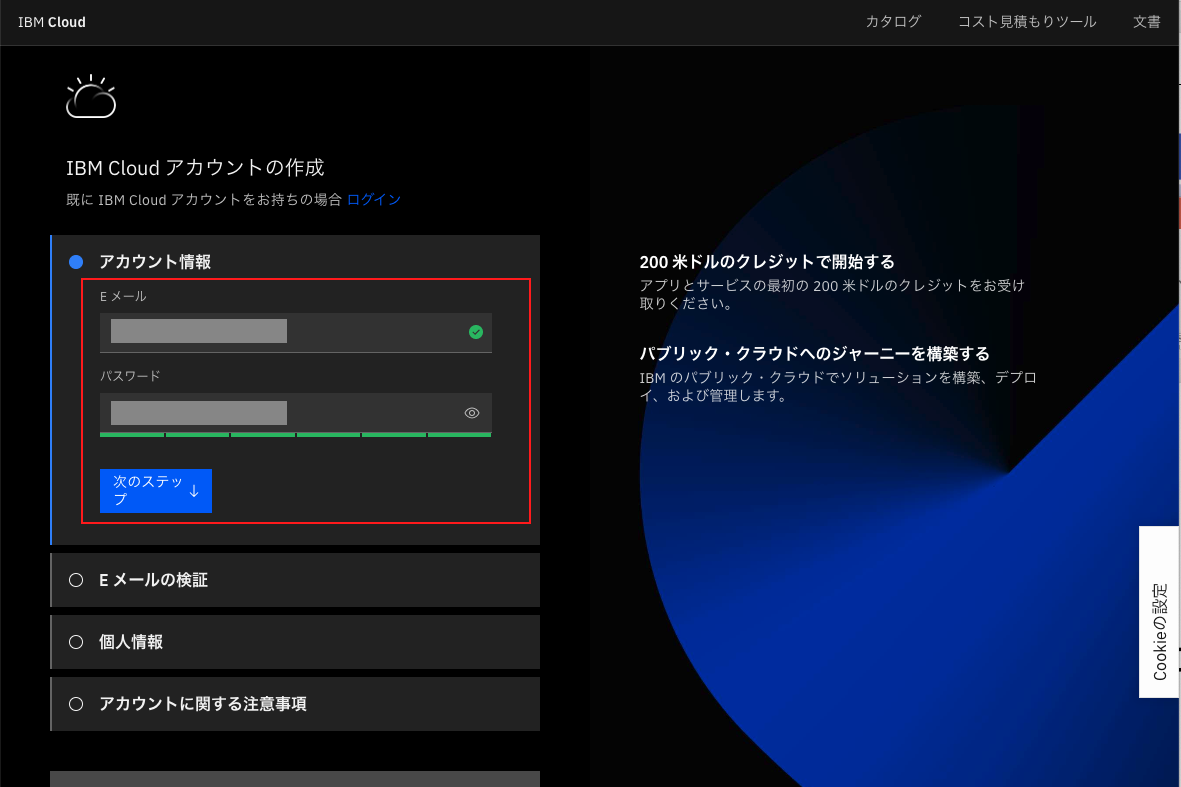 IBM Cloud
カタログ
コスト見積もりツール
文書
IBM Cloud アカウントの作成
既に IBM Cloud アカウントをお持ちの場合 ログイン
アカウント情報
E メール
パスワード
次のステッ
プ
E メールの検証
個人情報
アカウントに関する注意事項
200 米ドルのクレジットで開始する
アプリとサービスの最初の 200 米ドルのクレジットをお受け
取りください。
パブリック・クラウドへのジャーニーを構築する
IBM のパブリック・クラウドでソリューションを構築、デプロ
イ、および管理します。
Cookieの設定